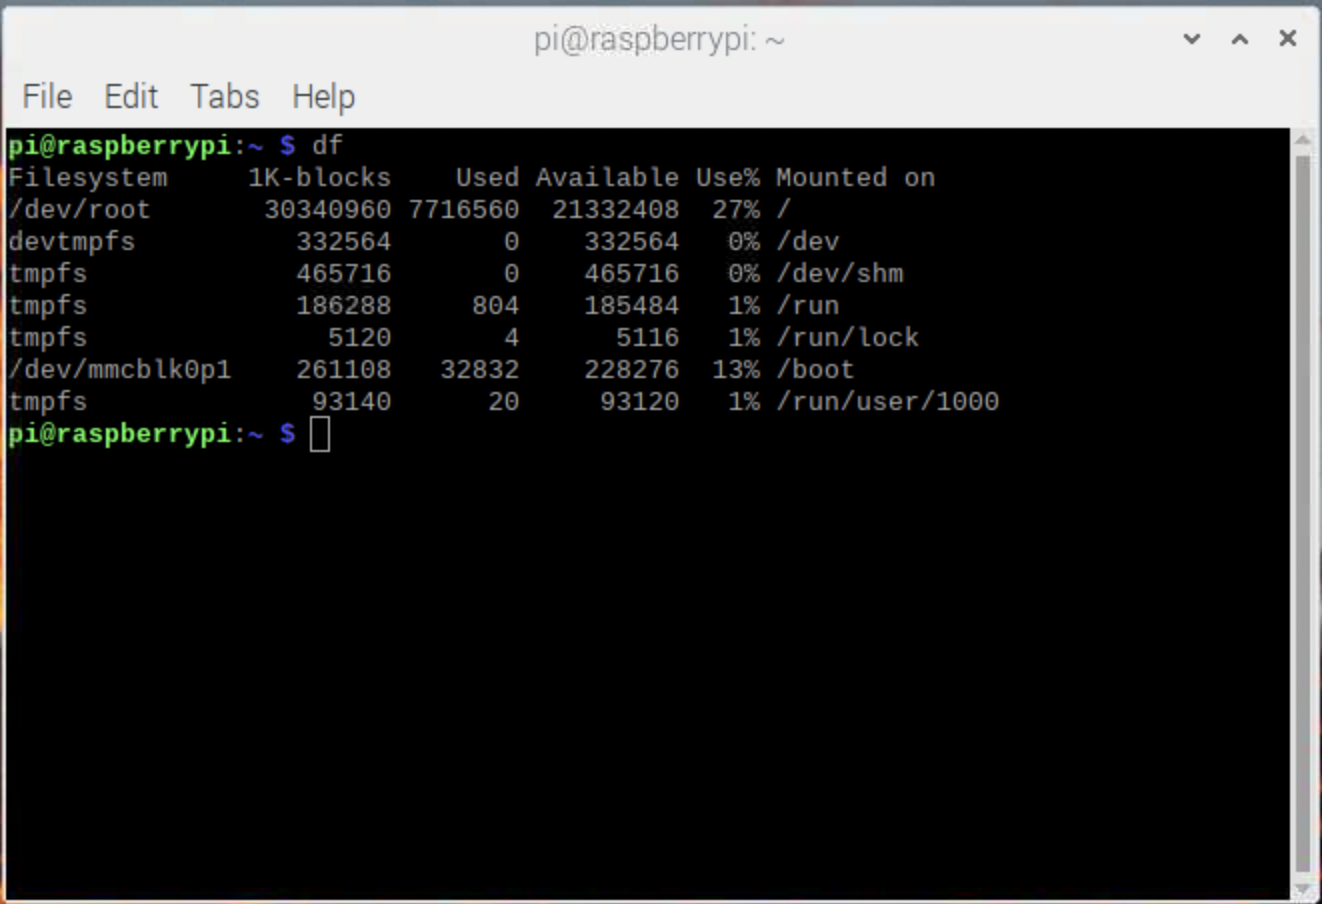 pi@raspberrypi: ~
File Edit Tabs Help
pi@raspberrypi:~ $ df
Filesystem     1K-blocks    Used Available Use% Mounted on
/dev/root       30340960 7716560  21332408  27% /
devtmpfs          332564       0    332564   0% /dev
tmpfs             465716       0    465716   0% /dev/shm
tmpfs             186288     804    185484   1% /run
tmpfs               5120       4      5116   1% /run/lock
/dev/mmcblk0p1    261108   32832    228276  13% /boot
tmpfs              93140      20     93120   1% /run/user/1000
pi@raspberrypi:~ $